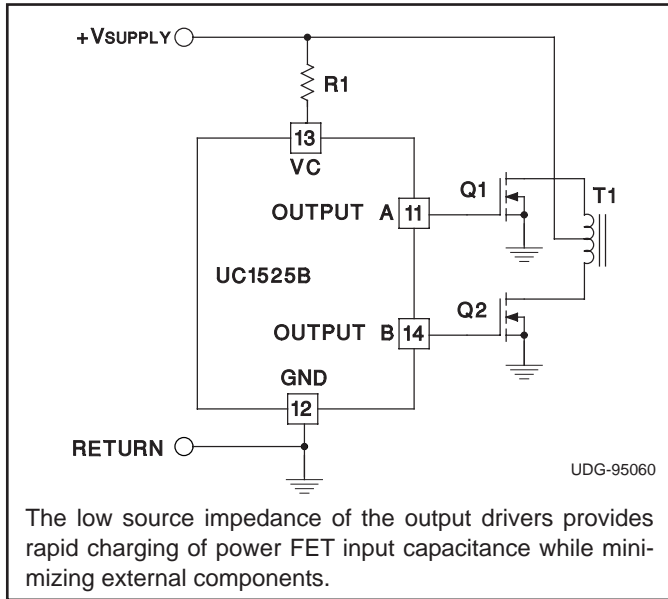 +VSUPPLY
R1
13
VC
OUTPUT A 11
Q1
T1
UC1525B
OUTPUT B 14
Q2
GND
12
RETURN
UDG-95060
The low source impedance of the output drivers provides
rapid charging of power FET input capacitance while mini-
mizing external components.